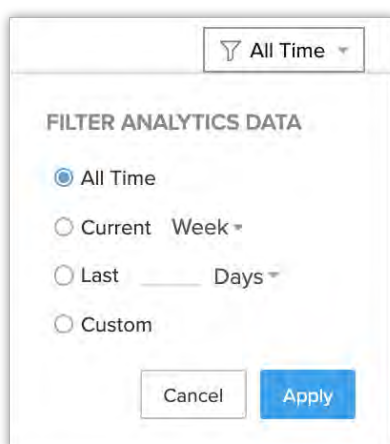 All Time
FILTER ANALYTICS DATA
All Time
Current Week
Last Days
Custom
Cancel Apply